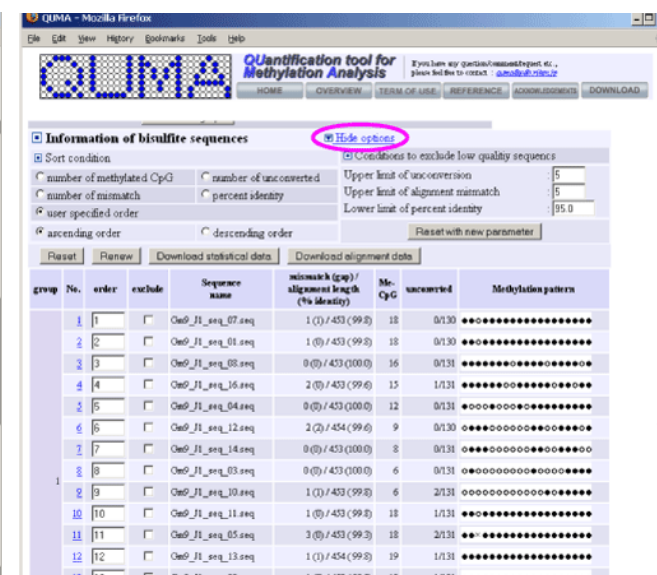 QUMA - Mozilla Firefox
File Edit View History Bookmarks Tools Help
QUMA
QUantification tool for
Methylation Analysis
If you have any question/comment/request etc.,
please feel free to contact :
HOME OVERVIEW TERM OF USE REFERENCE ACKNOWLEDGEMENTS DOWNLOAD
Information of bisulfite sequences Hide options
Sort condition
number of methylated CpG number of unconverted
number of mismatch percent identity
user specified order
ascending order descending order
Conditions to exclude low qualitiy sequencs
Upper limit of unconversion : 5
Upper limit of alignment mismatch : 5
Lower limit of percent identity : 95.0
Reset with new parameter
Reset Renew Download statistical data Download alignment data
group No. order exclude Sequence name mismatch (gap) / alignment length (% identity) Me-CpG unconverted Methylation pattern
1
1 1 Gm9_J1_seq_07.seq 1 (1) / 453 (99.8) 18 0/130
2 2 Gm9_J1_seq_01.seq 1 (0) / 453 (99.8) 18 0/130
3 3 Gm9_J1_seq_08.seq 0 (0) / 453 (100.0) 16 0/131
4 4 Gm9_J1_seq_16.seq 2 (0) / 453 (99.6) 15 1/131
5 5 Gm9_J1_seq_04.seq 0 (0) / 453 (100.0) 12 0/131
6 6 Gm9_J1_seq_12.seq 2 (2) / 454 (99.6) 9 0/130
7 7 Gm9_J1_seq_14.seq 0 (0) / 453 (100.0) 8 0/131
8 8 Gm9_J1_seq_03.seq 0 (0) / 453 (100.0) 6 0/131
9 9 Gm9_J1_seq_10.seq 1 (1) / 453 (99.8) 6 2/131
10 10 Gm9_J1_seq_11.seq 1 (0) / 453 (99.8) 18 1/131
11 11 Gm9_J1_seq_05.seq 3 (0) / 453 (99.3) 18 2/131
12 12 Gm9_J1_seq_13.seq 1 (1) / 454 (99.8) 19 1/131